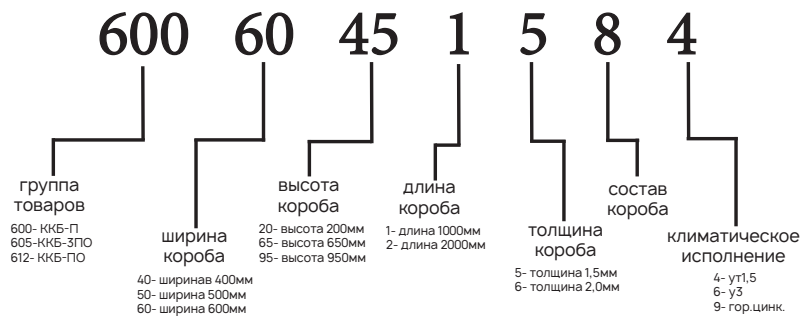 600 60 45 1 5 8 4
группа
товаров
600- ККБ-П
605-ККБ-3ПО
612- ККБ-ПО
ширина
короба
40- ширинав 400мм
50- ширина 500мм
60- ширина 600мм
высота
короба
20- высота 200мм
65- высота 650мм
95- высота 950мм
длина
короба
1- длина 1000мм
2- длина 2000мм
толщина
короба
5- толщина 1,5мм
6- толщина 2,0мм
состав
короба
климатическое
исполнение
4- ут1,5
6- у3
9- гор.цинк.